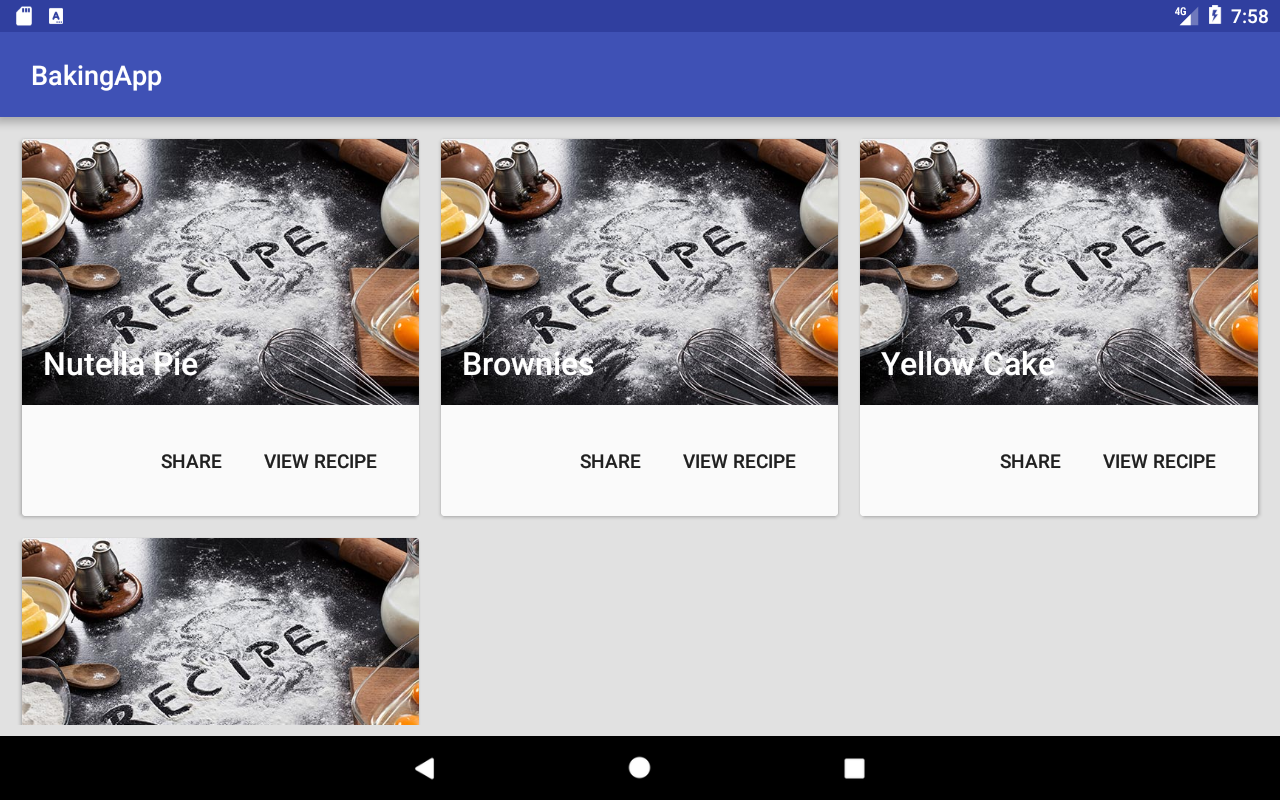 4G 7:58
BakingApp
RECIPE
Nutella Pie
SHARE VIEW RECIPE
RECIPE
Brownies
SHARE VIEW RECIPE
RECIPE
Yellow Cake
SHARE VIEW RECIPE
RECIPE